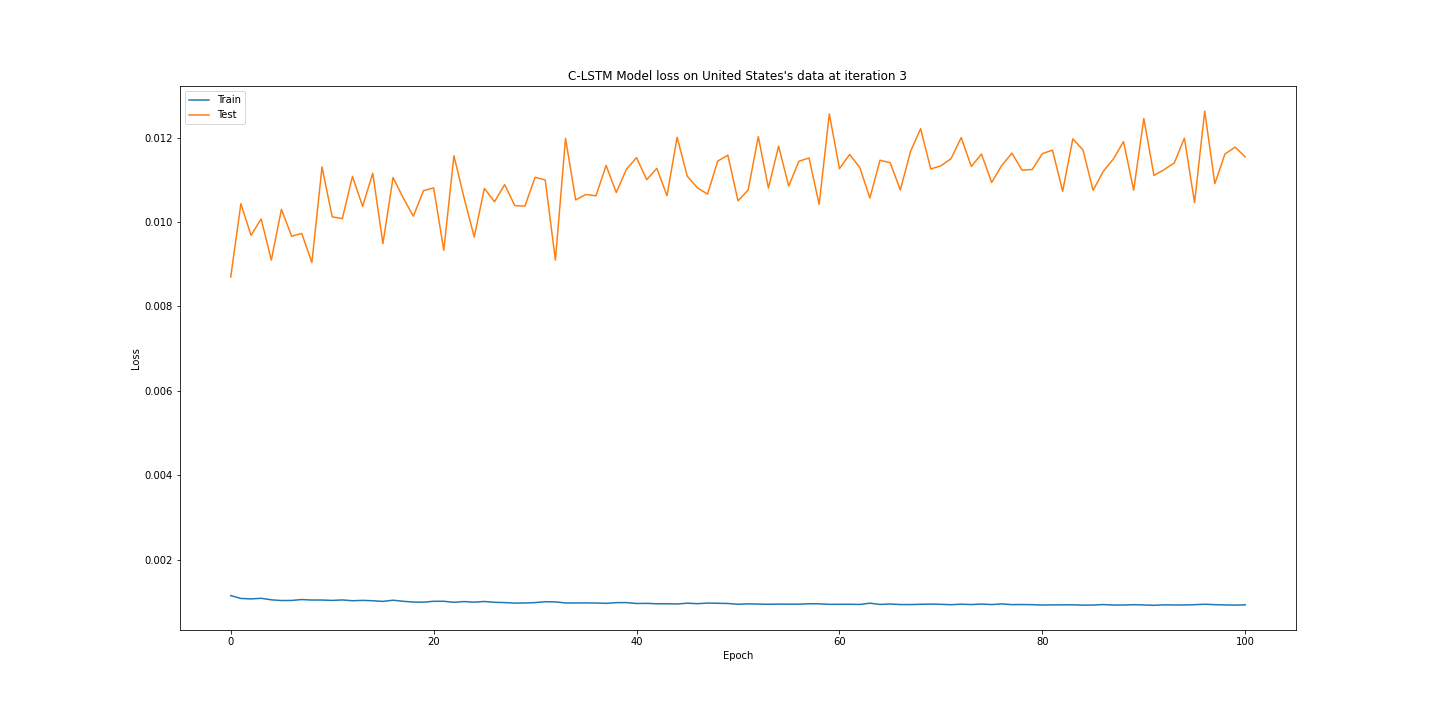 C-LSTM Model loss on United States's data at iteration 3
Train
Test
0.012
0.010
0.008
0.006
0.004
0.002
Loss
0 20 40 60 80 100
Epoch